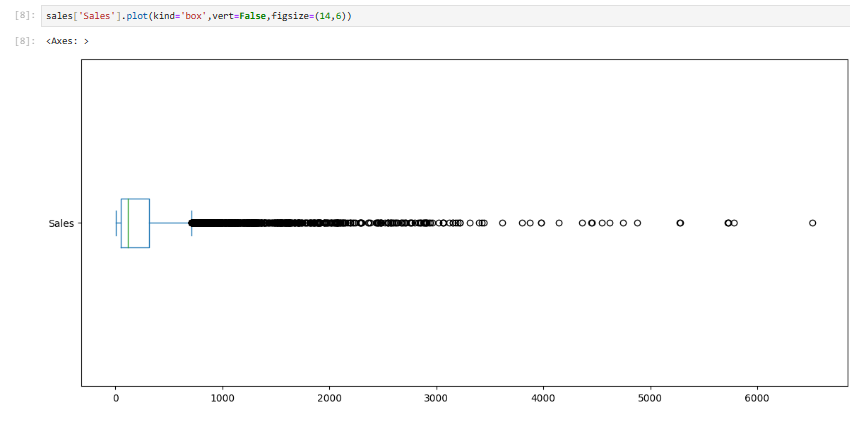 [8]: sales['Sales'].plot(kind='box',vert=False,figsize=(14,6))
[8]: <Axes: >
Sales
0 1000 2000 3000 4000 5000 6000